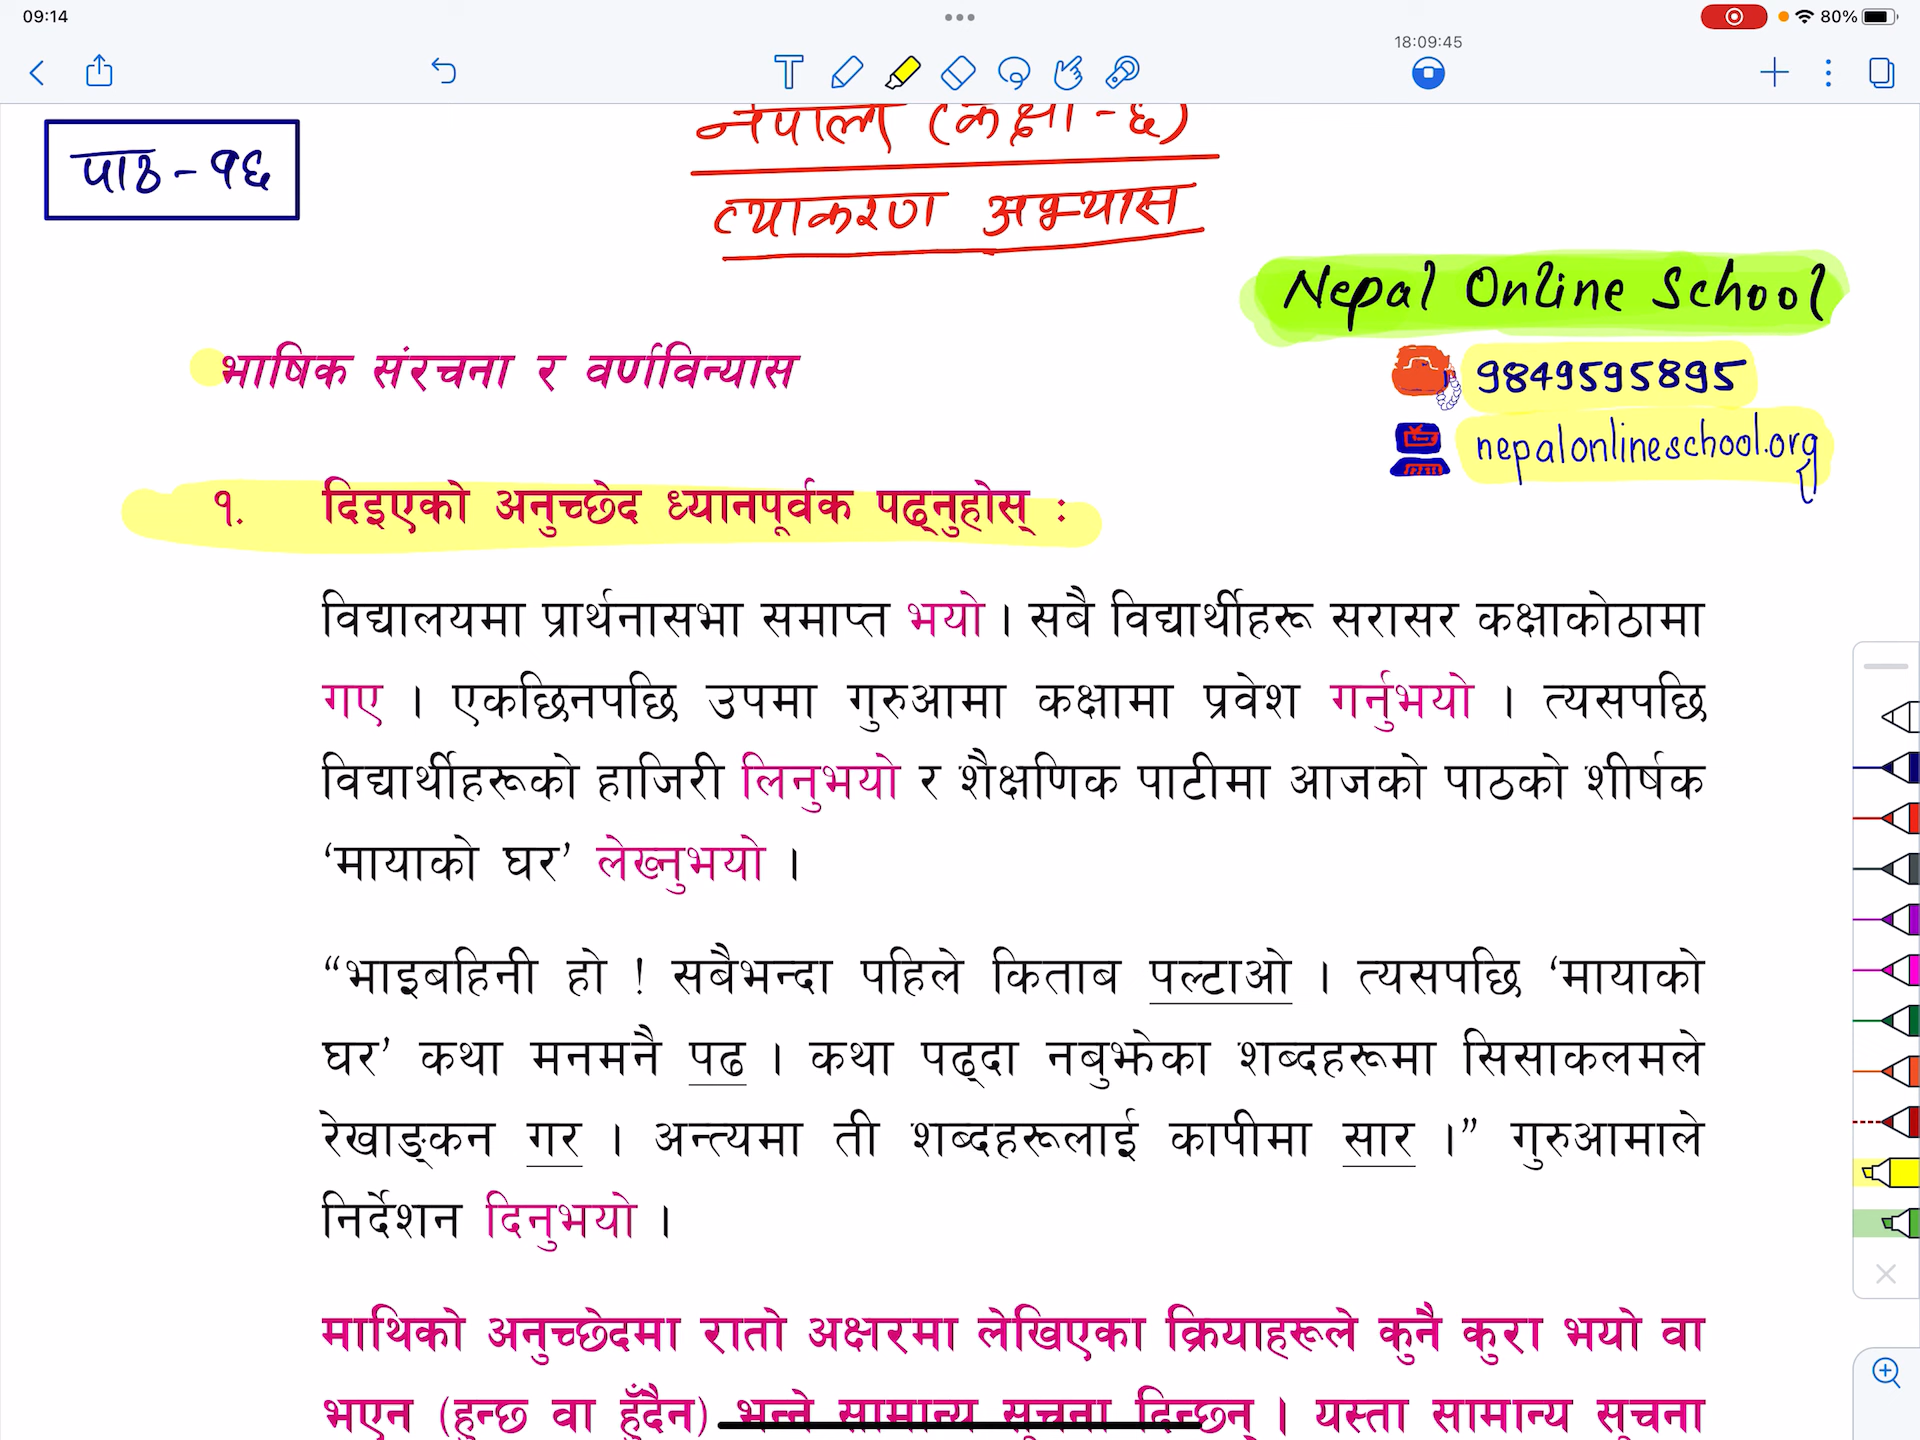 09:14
80%
18:09:45
पाठ-१६
नेपाली (कक्षा-६)
व्याकरण अभ्यास
Nepal Online School
9849595895
nepalonlineschool.org
भाषिक संरचना र वर्णविन्यास
१. दिइएको अनुच्छेद ध्यानपूर्वक पढ्नुहोस् :
विद्यालयमा प्रार्थनासभा समाप्त भयो । सबै विद्यार्थीहरू सरासर कक्षाकोठामा
गए । एकछिनपछि उपमा गुरुआमा कक्षामा प्रवेश गर्नुभयो । त्यसपछि
विद्यार्थीहरूको हाजिरी लिनुभयो र शैक्षणिक पाटीमा आजको पाठको शीर्षक
‘मायाको घर’ लेख्नुभयो ।
“भाइबहिनी हो ! सबैभन्दा पहिले किताब पल्टाओ । त्यसपछि ‘मायाको
घर’ कथा मनमनै पढ । कथा पढ्दा नबुझेका शब्दहरूमा सिसाकलमले
रेखाङ्कन गर । अन्त्यमा ती शब्दहरूलाई कापीमा सार ।” गुरुआमाले
निर्देशन दिनुभयो ।
माथिको अनुच्छेदमा रातो अक्षरमा लेखिएका क्रियाहरूले कुनै कुरा भयो वा
भएन (हुन्छ वा हुँदैन) भन्ने सामान्य सूचना दिन्छन् । यस्ता सामान्य सूचना